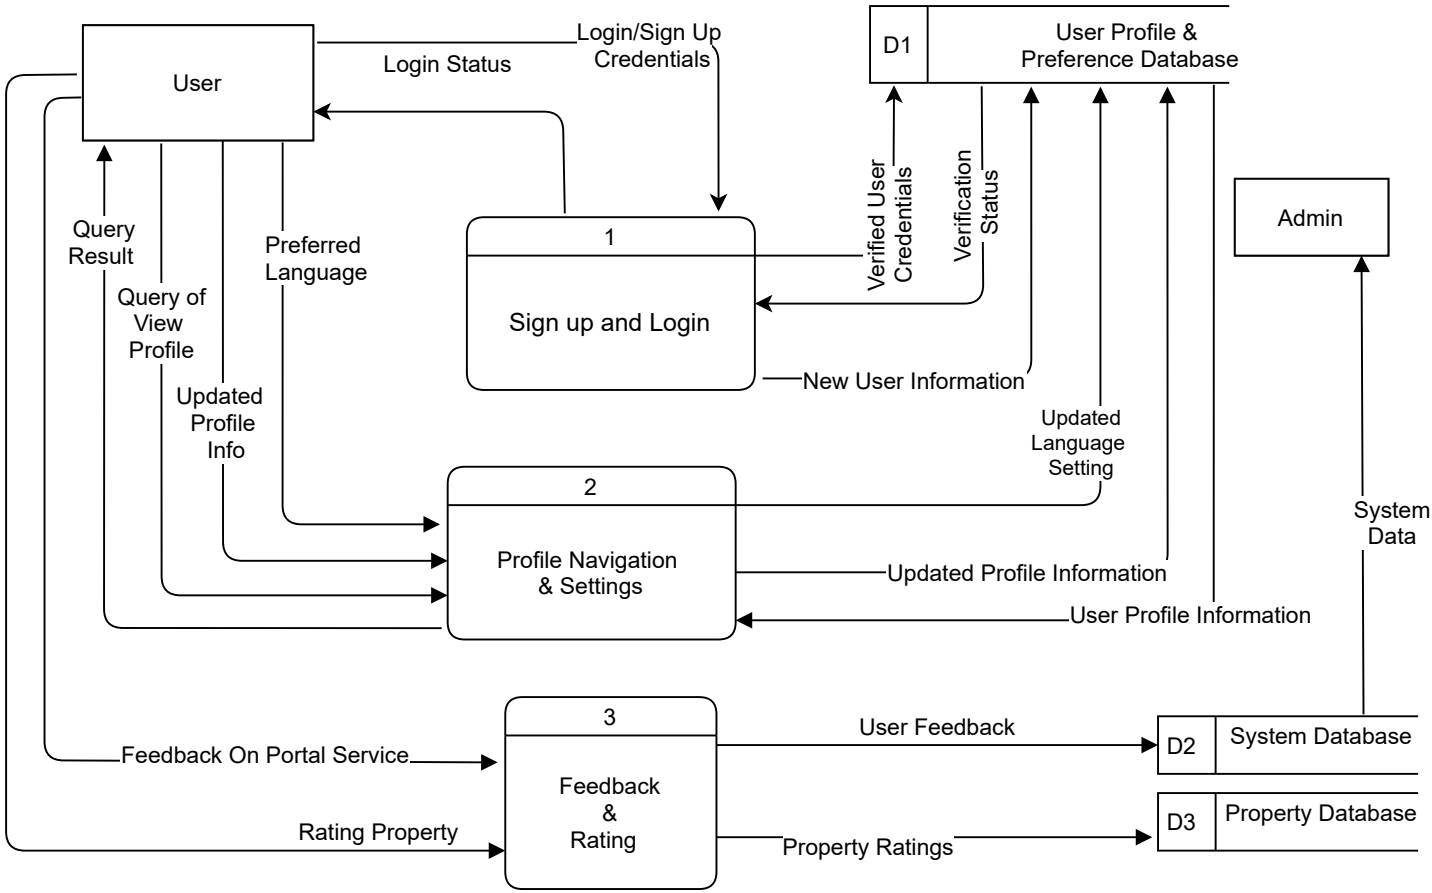 User
Login/Sign Up
Credentials
Login Status
D1
User Profile &
Preference Database
Admin
Query
Result
Query of
View
Profile
Updated
Profile
Info
Preferred
Language
1
Sign up and Login
Verified User
Credentials
Verification
Status
New User Information
Updated
Language
Setting
2
Profile Navigation
& Settings
Updated Profile Information
User Profile Information
System
Data
3
Feedback
&
Rating
Feedback On Portal Service
Rating Property
User Feedback
Property Ratings
D2
System Database
D3
Property Database